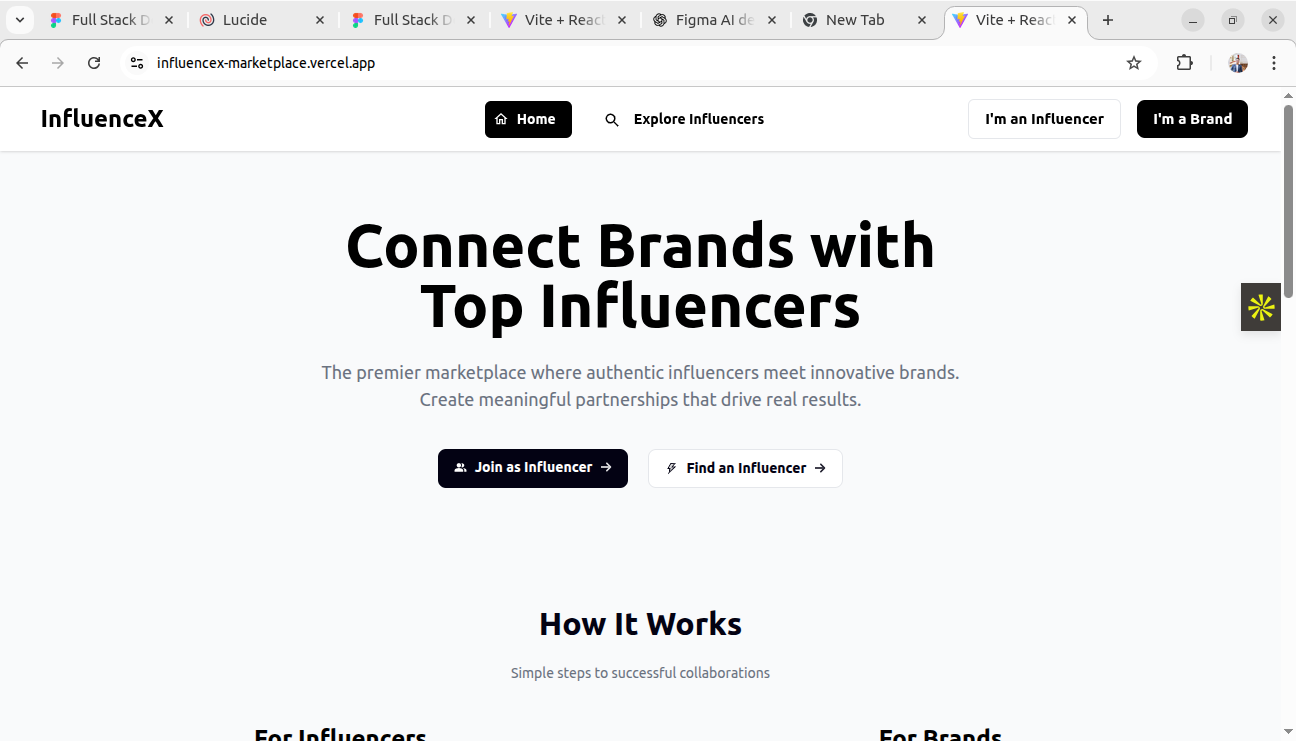 Full Stack D
Lucide
Full Stack D
Vite + Reac
Figma AI de
New Tab
Vite + Reac
influencex-marketplace.vercel.app
InfluenceX
Home
Explore Influencers
I'm an Influencer
I'm a Brand
Connect Brands with
Top Influencers
The premier marketplace where authentic influencers meet innovative brands.
Create meaningful partnerships that drive real results.
Join as Influencer →
Find an Influencer →
How It Works
Simple steps to successful collaborations
For Influencers
For Brands